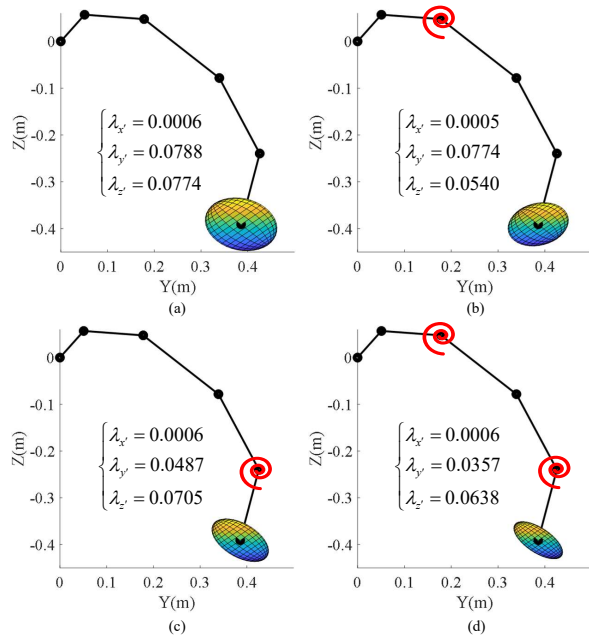 Z(m)
0
-0.1
-0.2
-0.3
-0.4
λx' = 0.0006
λy' = 0.0788
λz' = 0.0774
0 0.1 0.2 0.3 0.4
Y(m)
(a)
Z(m)
0
-0.1
-0.2
-0.3
-0.4
λx' = 0.0005
λy' = 0.0774
λz' = 0.0540
0 0.1 0.2 0.3 0.4
Y(m)
(b)
Z(m)
0
-0.1
-0.2
-0.3
-0.4
λx' = 0.0006
λy' = 0.0487
λz' = 0.0705
0 0.1 0.2 0.3 0.4
Y(m)
(c)
Z(m)
0
-0.1
-0.2
-0.3
-0.4
λx' = 0.0006
λy' = 0.0357
λz' = 0.0638
0 0.1 0.2 0.3 0.4
Y(m)
(d)